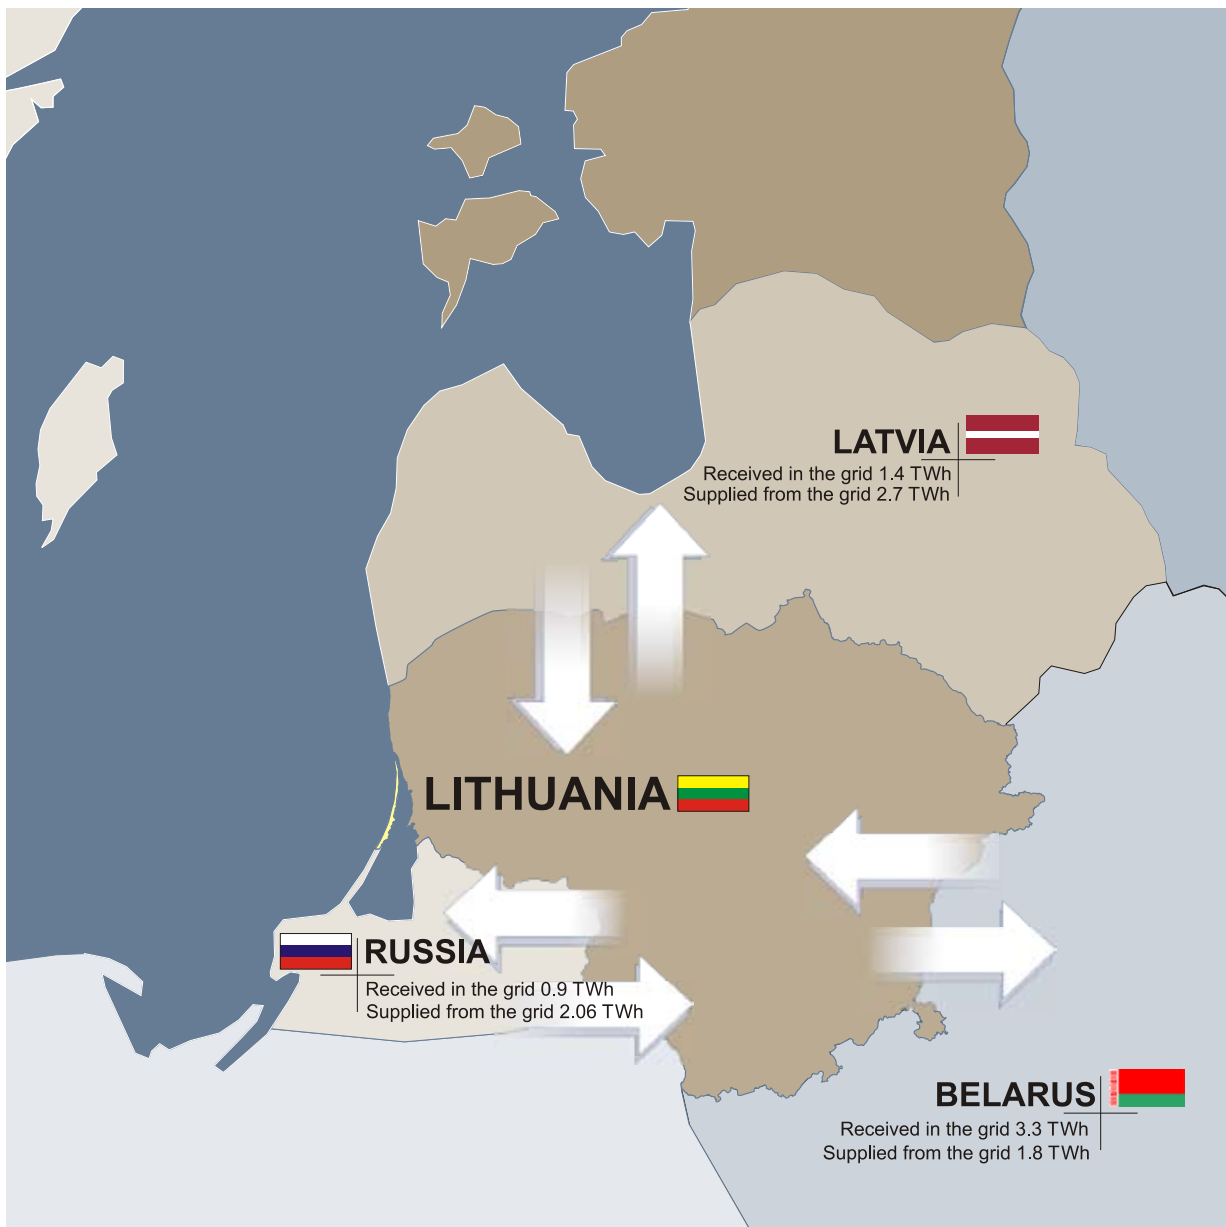 LATVIA
Received in the grid 1.4 TWh
Supplied from the grid 2.7 TWh
LITHUANIA
RUSSIA
Received in the grid 0.9 TWh
Supplied from the grid 2.06 TWh
BELARUS
Received in the grid 3.3 TWh
Supplied from the grid 1.8 TWh